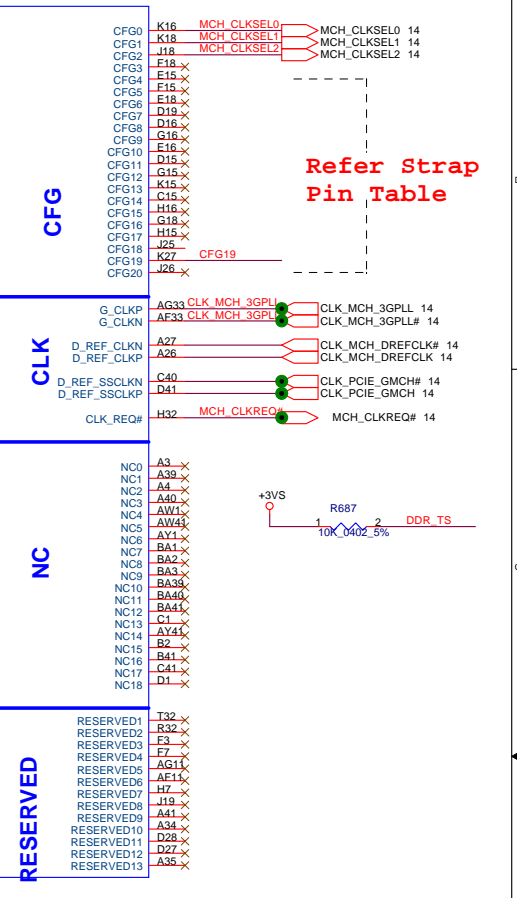 CFG
CFG0 K16 MCH_CLKSEL0 MCH_CLKSEL0 14
CFG1 K18 MCH_CLKSEL1 MCH_CLKSEL1 14
CFG2 J18 MCH_CLKSEL2 MCH_CLKSEL2 14
CFG3 F18
CFG4 E15
CFG5 F15
CFG6 E18
CFG7 D19
CFG8 D16
CFG9 G16
CFG10 E16
CFG11 D15
CFG12 G15
CFG13 K15
CFG14 C15
CFG15 H16
CFG16 G18
CFG17 H15
CFG18 J25
CFG19 K27 CFG19
CFG20 J26
Refer Strap
Pin Table
CLK
G_CLKP AG33 CLK_MCH_3GPLL CLK_MCH_3GPLL 14
G_CLKN AF33 CLK_MCH_3GPLL# CLK_MCH_3GPLL# 14
D_REF_CLKN A27 CLK_MCH_DREFCLK# 14
D_REF_CLKP A26 CLK_MCH_DREFCLK 14
D_REF_SSCLKN C40 CLK_PCIE_GMCH# 14
D_REF_SSCLKP D41 CLK_PCIE_GMCH 14
CLK_REQ# H32 MCH_CLKREQ# MCH_CLKREQ# 14
NC
NC0 A3
NC1 A39
NC2 A4
NC3 A40
NC4 AW1
NC5 AW41
NC6 AY1
NC7 BA1
NC8 BA2
NC9 BA3
NC10 BA39
NC11 BA40
NC12 BA41
NC13 C1
NC14 AY41
NC15 B2
NC16 B41
NC17 C41
NC18 D1
+3VS
R687
1 2 DDR_TS
10K_0402_5%
RESERVED
RESERVED1 T32
RESERVED2 R32
RESERVED3 F3
RESERVED4 F7
RESERVED5 AG11
RESERVED6 AF11
RESERVED7 H7
RESERVED8 J19
RESERVED9 A41
RESERVED10 A34
RESERVED11 D28
RESERVED12 D27
RESERVED13 A35